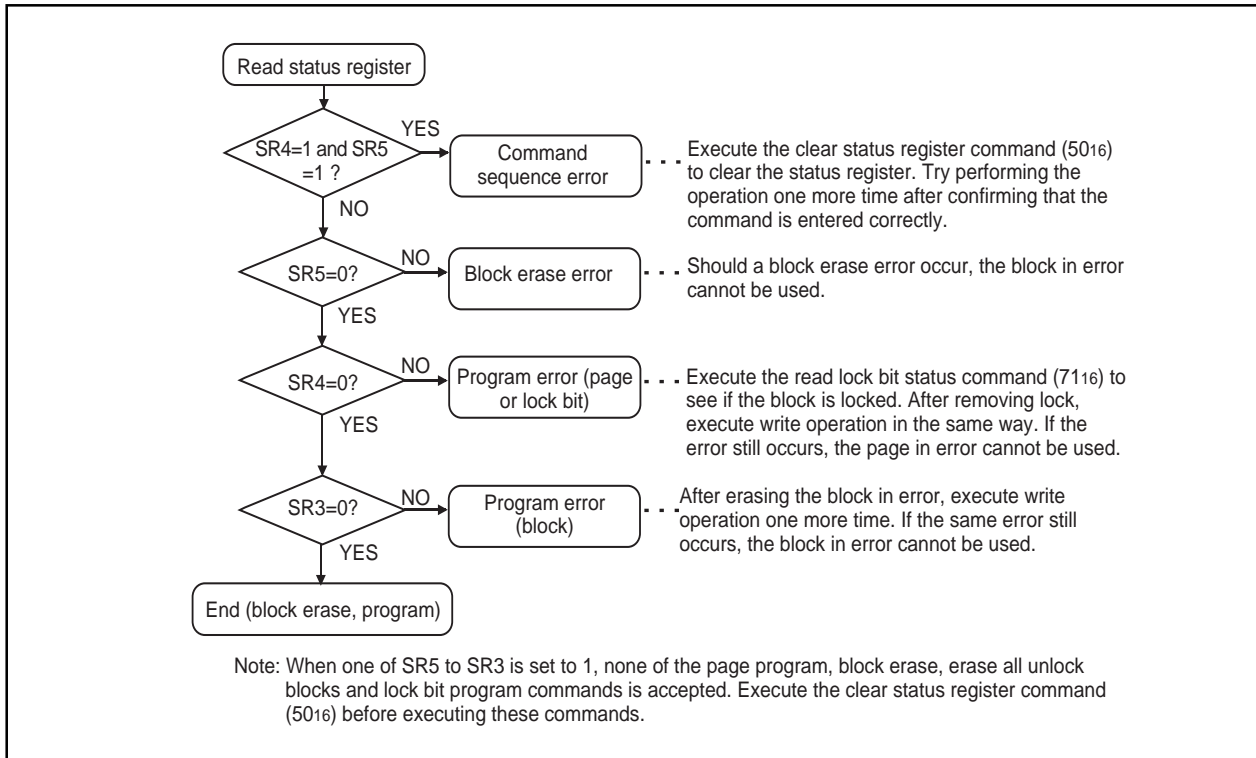 Read status register
YES
SR4=1 and SR5
=1 ?
Command
sequence error
Execute the clear status register command (5016)
to clear the status register. Try performing the
operation one more time after confirming that the
command is entered correctly.
NO
SR5=0?
NO
Block erase error
Should a block erase error occur, the block in error
cannot be used.
YES
SR4=0?
NO
Program error (page
or lock bit)
Execute the read lock bit status command (7116) to
see if the block is locked. After removing lock,
execute write operation in the same way. If the
error still occurs, the page in error cannot be used.
YES
SR3=0?
NO
Program error
(block)
After erasing the block in error, execute write
operation one more time. If the same error still
occurs, the block in error cannot be used.
YES
End (block erase, program)
Note: When one of SR5 to SR3 is set to 1, none of the page program, block erase, erase all unlock
blocks and lock bit program commands is accepted. Execute the clear status register command
(5016) before executing these commands.